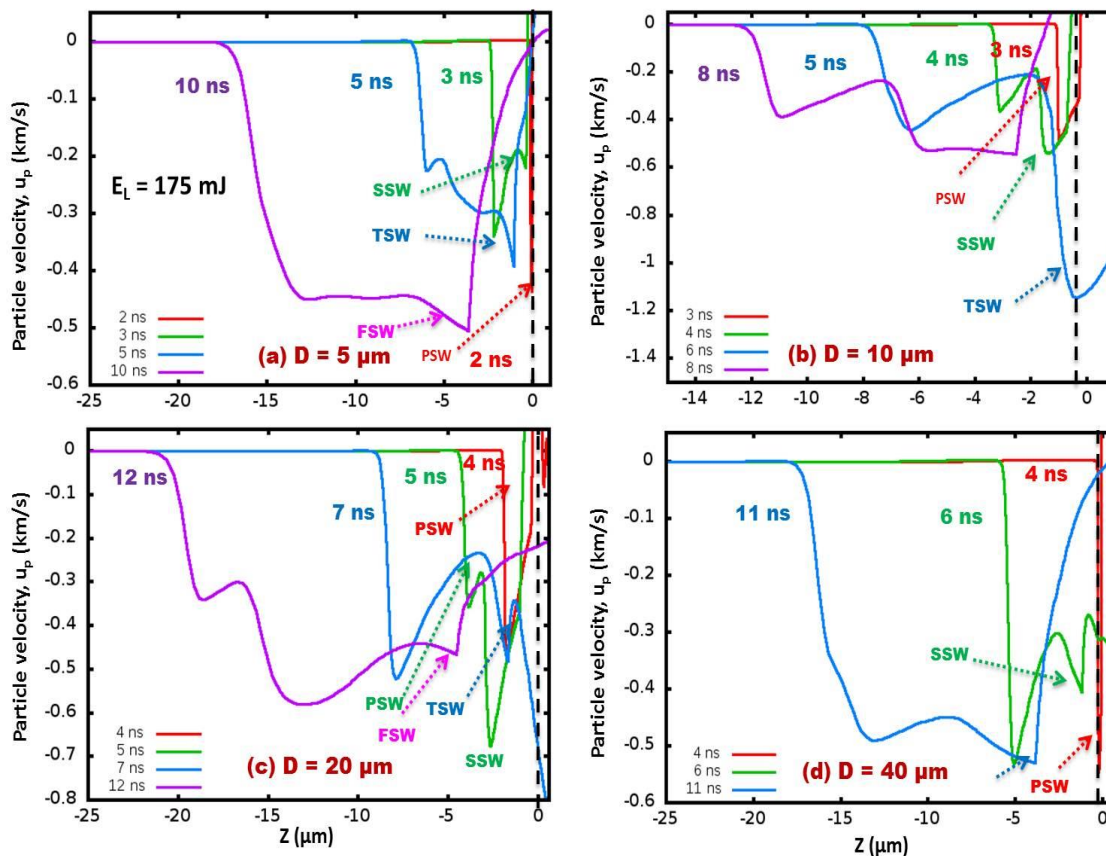 Particle velocity, uₚ (km/s)
0
-0.1
-0.2
-0.3
-0.4
-0.5
-0.6
10 ns
5 ns
3 ns
E_L = 175 mJ
SSW
TSW
FSW
PSW
2 ns
2 ns
3 ns
5 ns
10 ns
(a) D = 5 µm
-25
-20
-15
-10
-5
0
Particle velocity, uₚ (km/s)
0
-0.2
-0.4
-0.6
-0.8
-1
-1.2
-1.4
8 ns
5 ns
4 ns
3 ns
PSW
SSW
TSW
3 ns
4 ns
6 ns
8 ns
(b) D = 10 µm
-14
-12
-10
-8
-6
-4
-2
0
Particle velocity, uₚ (km/s)
0
-0.1
-0.2
-0.3
-0.4
-0.5
-0.6
-0.7
-0.8
12 ns
7 ns
5 ns
4 ns
PSW
PSW
TSW
FSW
SSW
4 ns
5 ns
7 ns
12 ns
(c) D = 20 µm
-25
-20
-15
-10
-5
0
Z (µm)
Particle velocity, uₚ (km/s)
0
-0.1
-0.2
-0.3
-0.4
-0.5
-0.6
11 ns
6 ns
4 ns
SSW
PSW
4 ns
6 ns
11 ns
(d) D = 40 µm
-25
-20
-15
-10
-5
0
Z (µm)